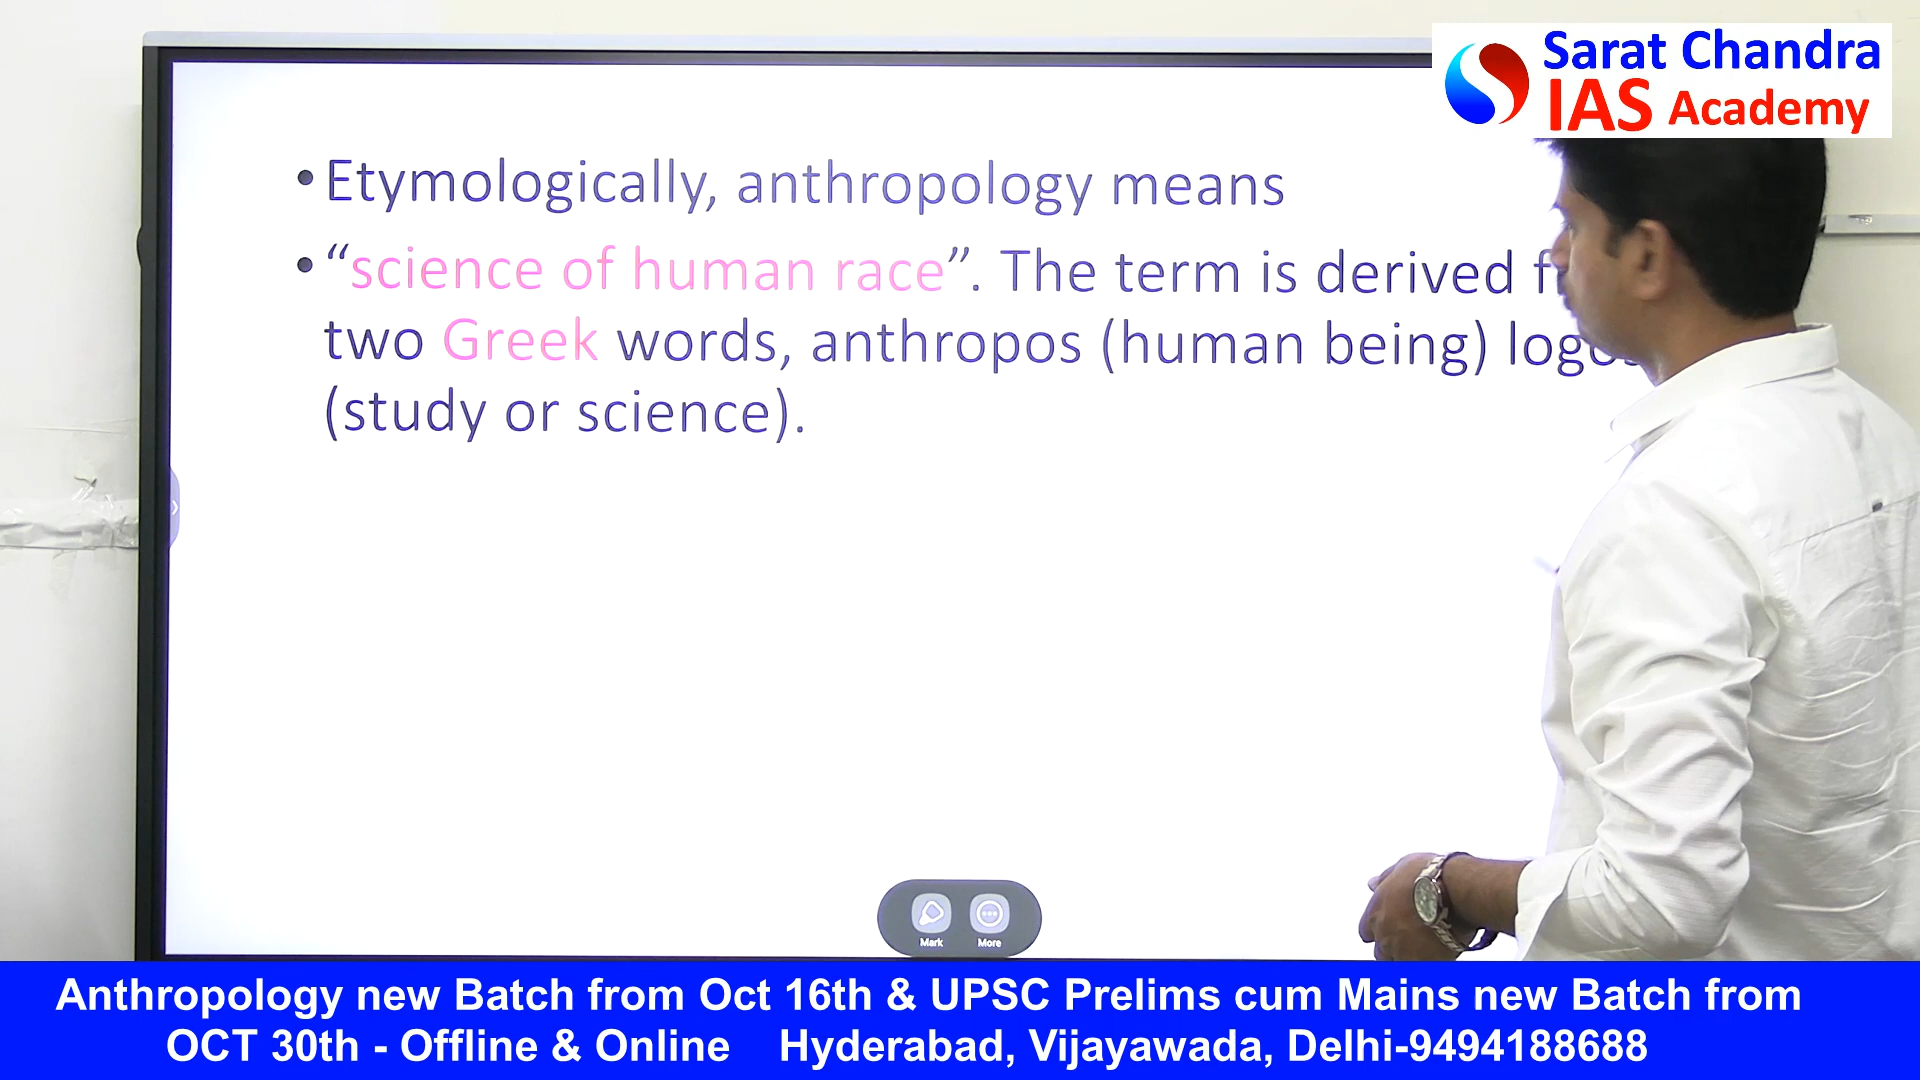 Sarat Chandra
IAS Academy
• Etymologically, anthropology means
• “science of human race”. The term is derived
two Greek words, anthropos (human being)
(study or science).
Mark More
Anthropology new Batch from Oct 16th & UPSC Prelims cum Mains new Batch from
OCT 30th - Offline & Online Hyderabad, Vijayawada, Delhi-9494188688